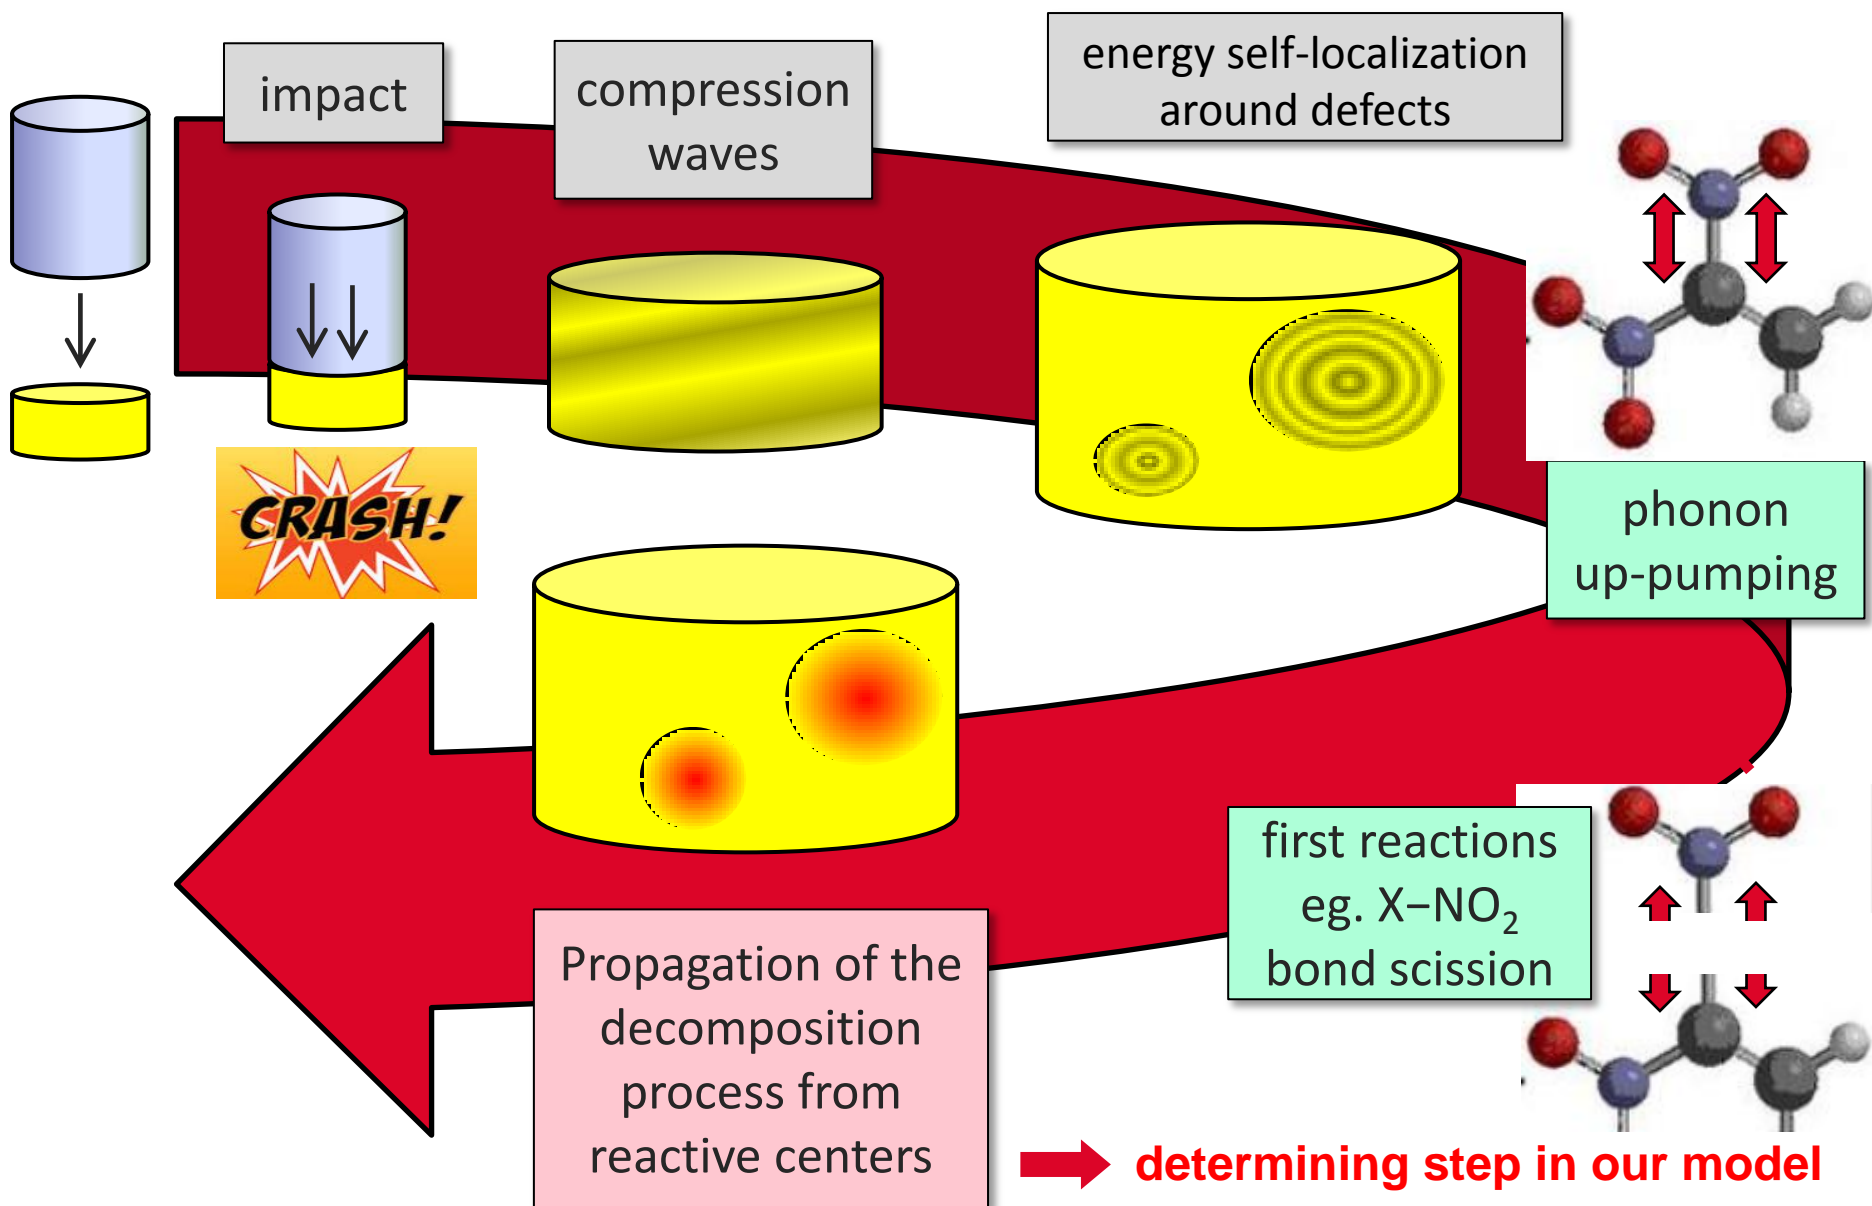 impact
compression
waves
energy self-localization
around defects
CRASH!
phonon
up-pumping
first reactions
eg. X–NO₂
bond scission
Propagation of the
decomposition
process from
reactive centers
determining step in our model